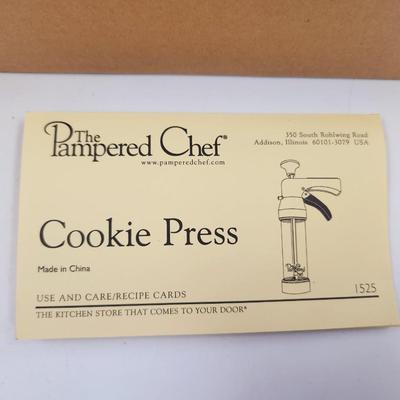 The
Pampered Chef®
www.pamperedchef.com
350 South Rohlwing Road
Addison, Illinois 60101-3079 USA
Cookie Press
Made in China
USE AND CARE/RECIPE CARDS
1525
THE KITCHEN STORE THAT COMES TO YOUR DOOR®